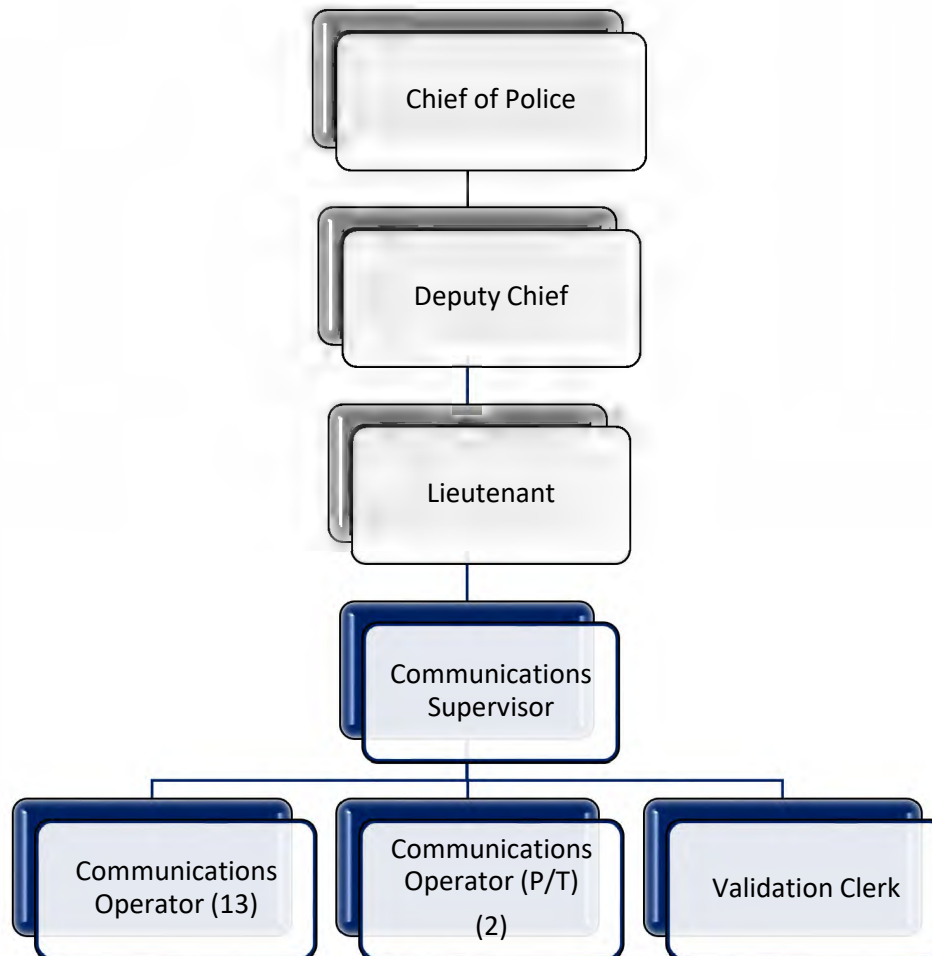 Chief of Police
Deputy Chief
Lieutenant
Communications
Supervisor
Communications
Operator (13)
Communications
Operator (P/T)
(2)
Validation Clerk